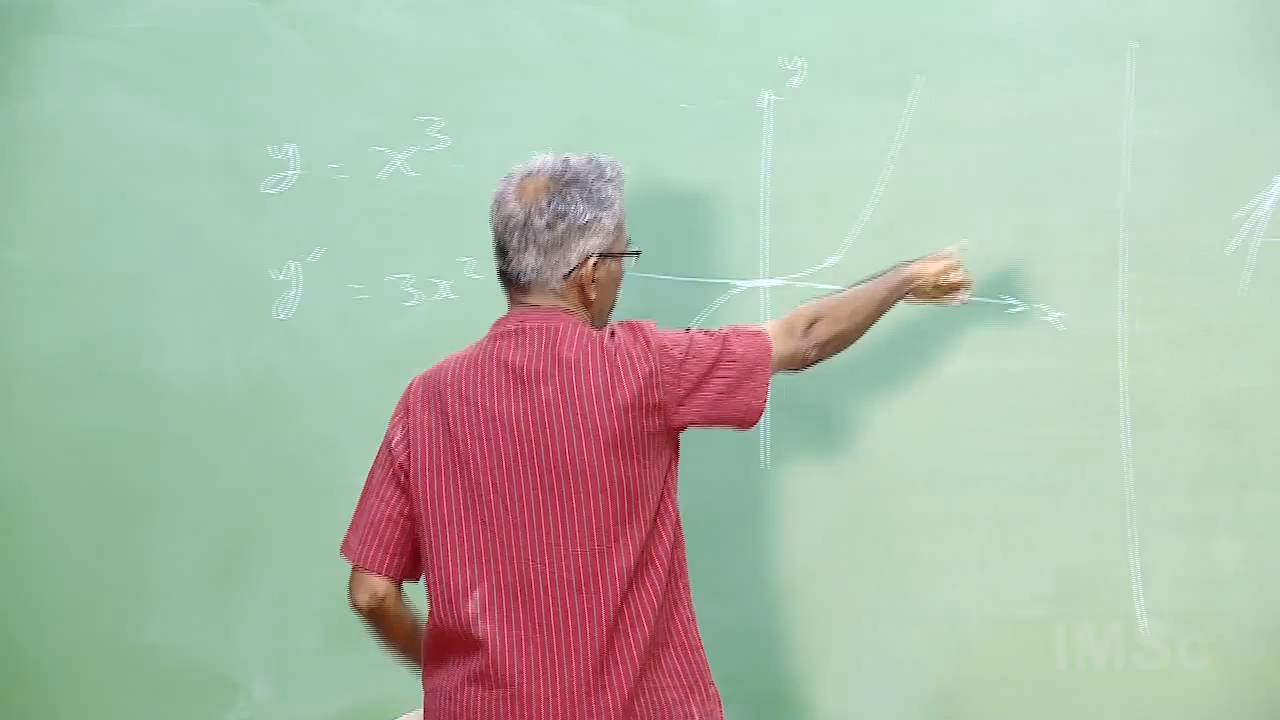 y = x³
y' = 3x²
y
x
IMSc